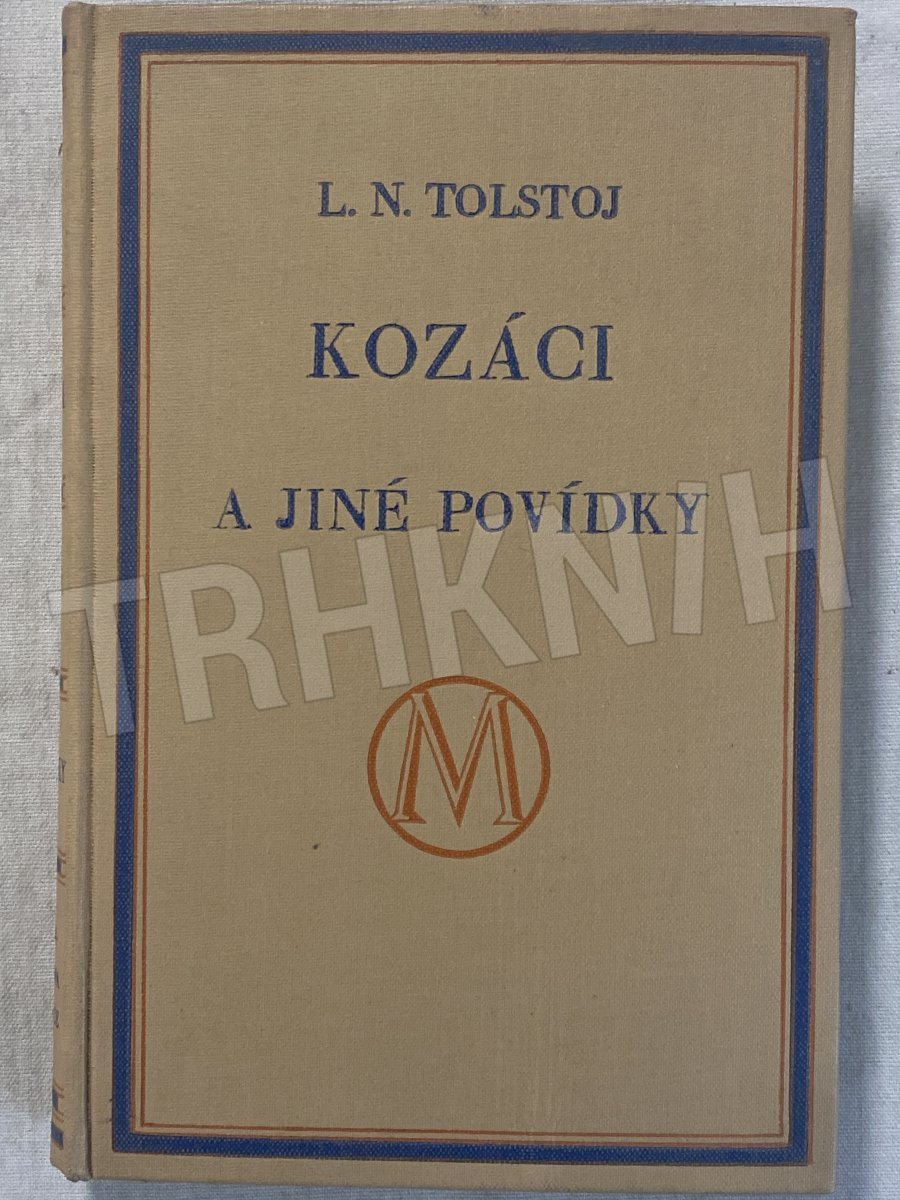 L. N. TOLSTOJ
KOZÁCI
A JINÉ POVÍDKY
TRHKNIH
M